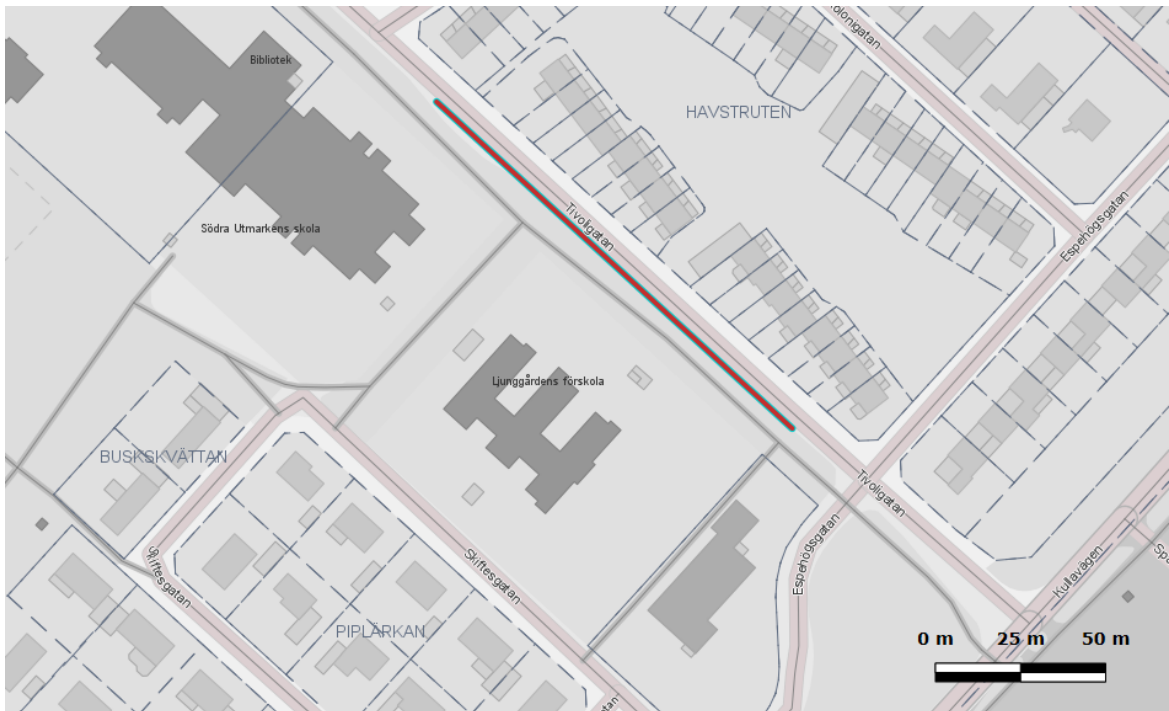 Kolonigatan
Bibliotek
HAVSTRUTEN
Tivoligatan
Espehögsgatan
Södra Utmarkens skola
Ljunggårdens förskola
BUSKSKVÄTTAN
Tivoligatan
Skiftesgatan
Skiftesgatan
Espehögsgatan
Kullavägen
PIPLÄRKAN
0 m 25 m 50 m